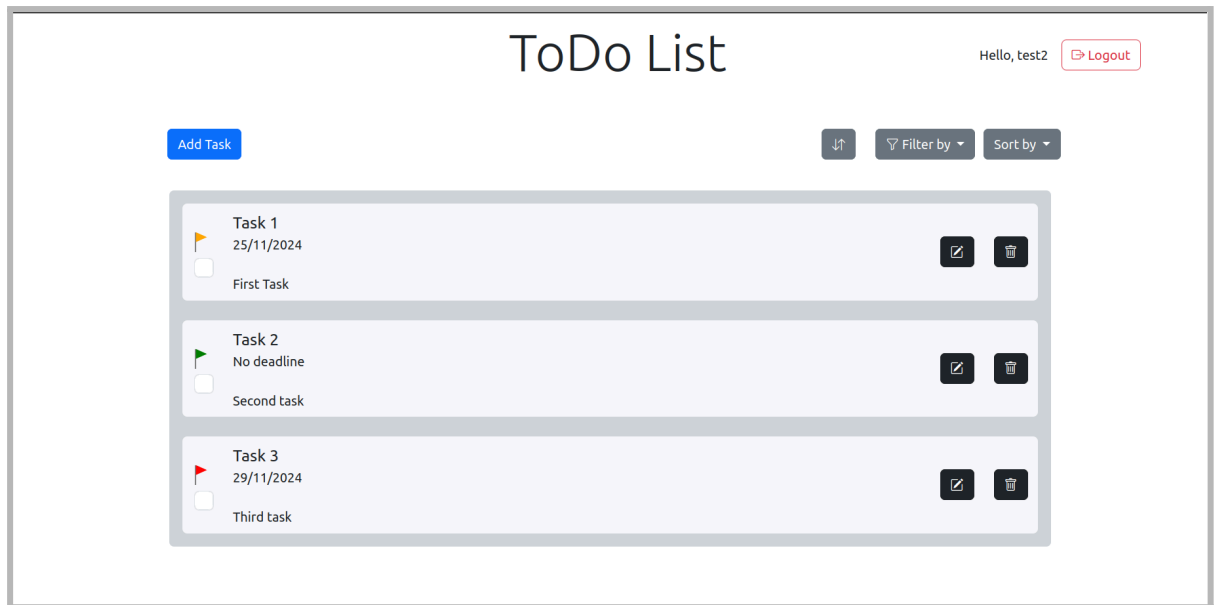 ToDo List
Hello, test2
Logout
Add Task
Filter by
Sort by
Task 1
25/11/2024
First Task
Task 2
No deadline
Second task
Task 3
29/11/2024
Third task